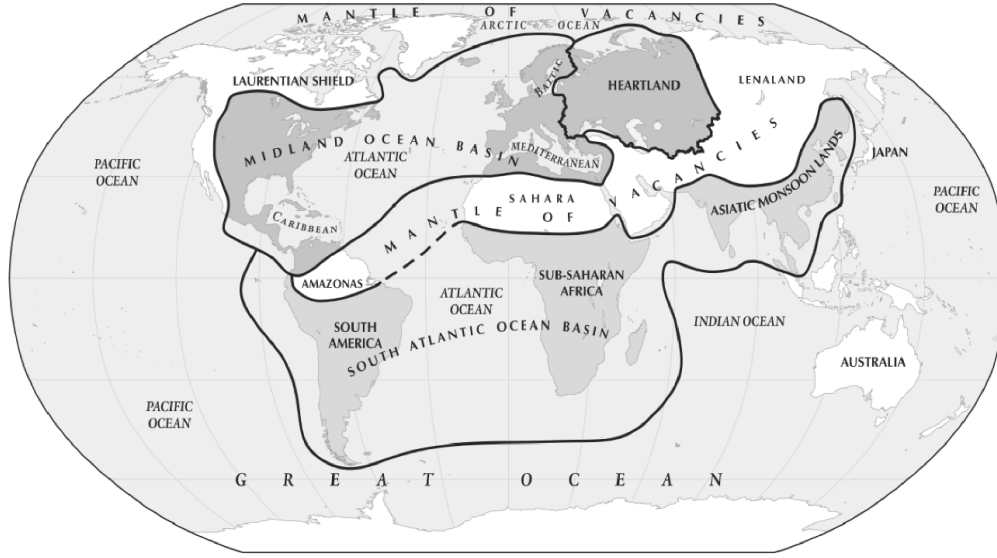 MANTLE OF VACANCIES
ARCTIC OCEAN
LAURENTIAN SHIELD
BALTIC
HEARTLAND
LENALAND
MIDLAND OCEAN BASIN
ATLANTIC
OCEAN
MEDITERRANEAN
PACIFIC
OCEAN
JAPAN
ASIATIC MONSOON LANDS
PACIFIC
OCEAN
SAHARA
MANTLE OF VACANCIES
CARIBBEAN
AMAZONAS
SUB-SAHARAN
AFRICA
ATLANTIC
OCEAN
SOUTH
AMERICA
SOUTH ATLANTIC OCEAN BASIN
INDIAN OCEAN
AUSTRALIA
PACIFIC
OCEAN
GREAT OCEAN